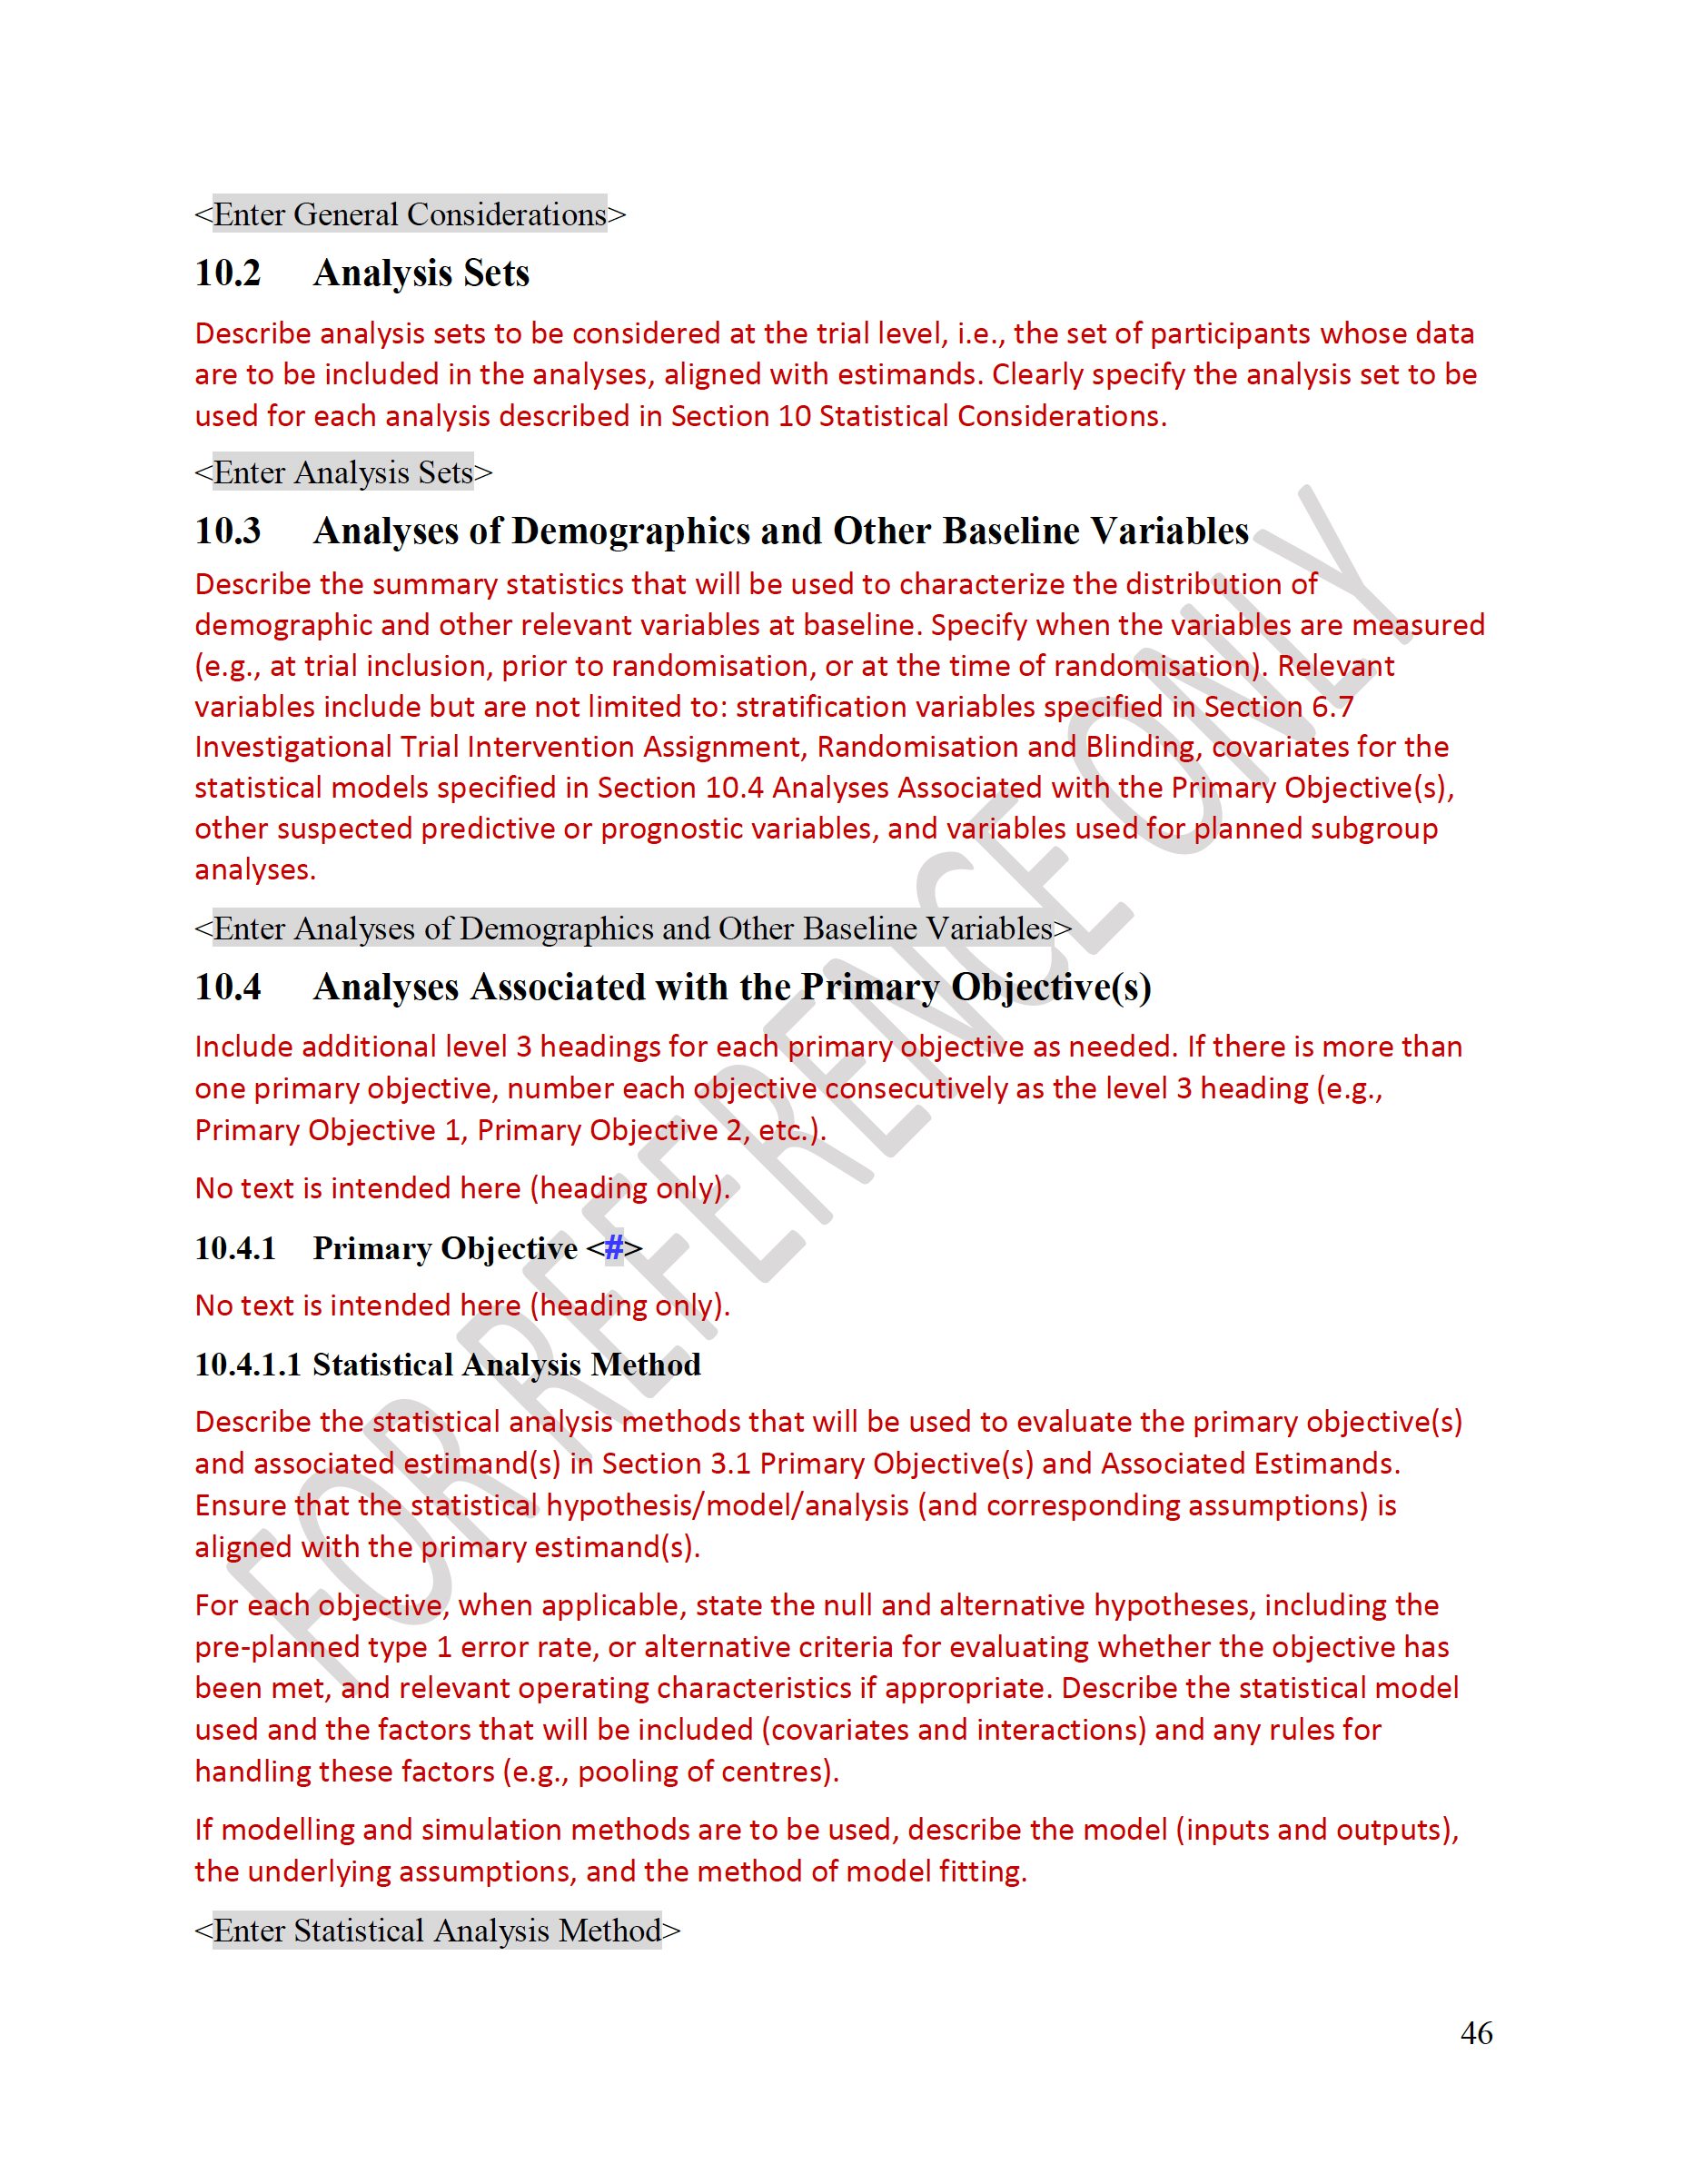 <Enter General Considerations>
10.2 Analysis Sets
Describe analysis sets to be considered at the trial level, i.e., the set of participants whose data
are to be included in the analyses, aligned with estimands. Clearly specify the analysis set to be
used for each analysis described in Section 10 Statistical Considerations.
<Enter Analysis Sets>
10.3 Analyses of Demographics and Other Baseline Variables
Describe the summary statistics that will be used to characterize the distribution of
demographic and other relevant variables at baseline. Specify when the variables are measured
(e.g., at trial inclusion, prior to randomisation, or at the time of randomisation). Relevant
variables include but are not limited to: stratification variables specified in Section 6.7
Investigational Trial Intervention Assignment, Randomisation and Blinding, covariates for the
statistical models specified in Section 10.4 Analyses Associated with the Primary Objective(s),
other suspected predictive or prognostic variables, and variables used for planned subgroup
analyses.
<Enter Analyses of Demographics and Other Baseline Variables>
10.4 Analyses Associated with the Primary Objective(s)
Include additional level 3 headings for each primary objective as needed. If there is more than
one primary objective, number each objective consecutively as the level 3 heading (e.g.,
Primary Objective 1, Primary Objective 2, etc.).
No text is intended here (heading only).
10.4.1 Primary Objective <#>
No text is intended here (heading only).
10.4.1.1 Statistical Analysis Method
Describe the statistical analysis methods that will be used to evaluate the primary objective(s)
and associated estimand(s) in Section 3.1 Primary Objective(s) and Associated Estimands.
Ensure that the statistical hypothesis/model/analysis (and corresponding assumptions) is
aligned with the primary estimand(s).
For each objective, when applicable, state the null and alternative hypotheses, including the
pre-planned type 1 error rate, or alternative criteria for evaluating whether the objective has
been met, and relevant operating characteristics if appropriate. Describe the statistical model
used and the factors that will be included (covariates and interactions) and any rules for
handling these factors (e.g., pooling of centres).
If modelling and simulation methods are to be used, describe the model (inputs and outputs),
the underlying assumptions, and the method of model fitting.
<Enter Statistical Analysis Method>
46
FOR REFERENCE ONLY